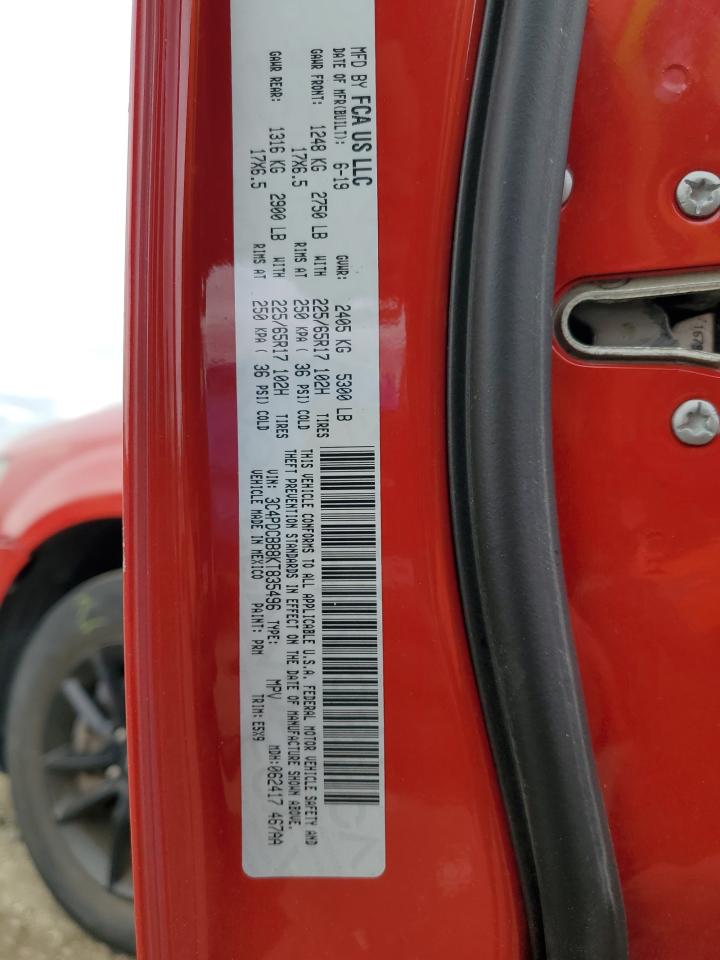 MFD BY FCA US LLC
DATE OF MFR(BUILT): 6-19 GVWR: 2405 KG 5300 LB
GAWR FRONT: 1248 KG 2750 LB WITH 225/65R17 102H TIRES
17X6.5 RIMS AT 250 KPA ( 36 PSI) COLD
GAWR REAR: 1316 KG 2900 LB WITH 225/65R17 102H TIRES
17X6.5 RIMS AT 250 KPA ( 36 PSI) COLD
THIS VEHICLE CONFORMS TO ALL APPLICABLE U.S.A. FEDERAL MOTOR VEHICLE SAFETY AND
THEFT PREVENTION STANDARDS IN EFFECT ON THE DATE OF MANUFACTURE SHOWN ABOVE.
VIN: 3C4PDCBB8KT835496 TYPE: MPV MDH:062417 467AA
VEHICLE MADE IN MEXICO PAINT: PRM TRIM: E5X9